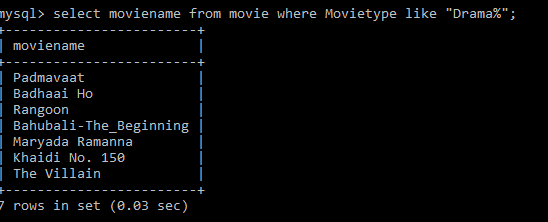 mysql> select moviename from movie where Movietype like "Drama%";
+------------------------+
| moviename              |
+------------------------+
| Padmavaat              |
| Badhaai Ho             |
| Rangoon                |
| Bahubali-The_Beginning |
| Maryada Ramanna        |
| Khaidi No. 150         |
| The Villain            |
+------------------------+
7 rows in set (0.03 sec)